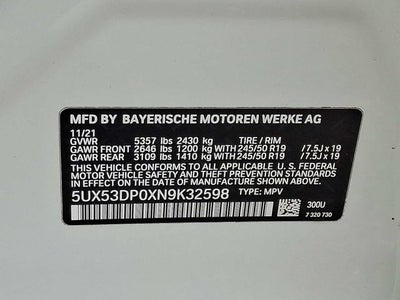 MFD BY BAYERISCHE MOTOREN WERKE AG
11/21
GVWR 5357 lbs 2430 kg TIRE / RIM
GAWR FRONT 2646 lbs 1200 kg WITH 245/50 R19 /7.5J x 19
GAWR REAR 3109 lbs 1410 kg WITH 245/50 R19 /7.5J x 19
THIS VEHICLE CONFORMS TO ALL APPLICABLE U. S. FEDERAL
MOTOR VEHICLE SAFETY AND THEFT PREVENTION STANDARDS
IN EFFECT ON THE DATE OF MANUFACTURE SHOWN ABOVE.
5UX53DP0XN9K32598 TYPE: MPV
300U
7 320 730